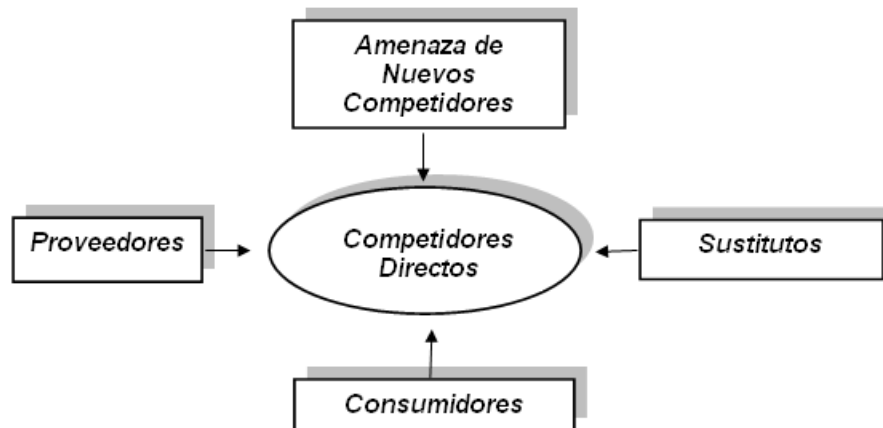 Amenaza de
Nuevos
Competidores
Proveedores
Competidores
Directos
Sustitutos
Consumidores